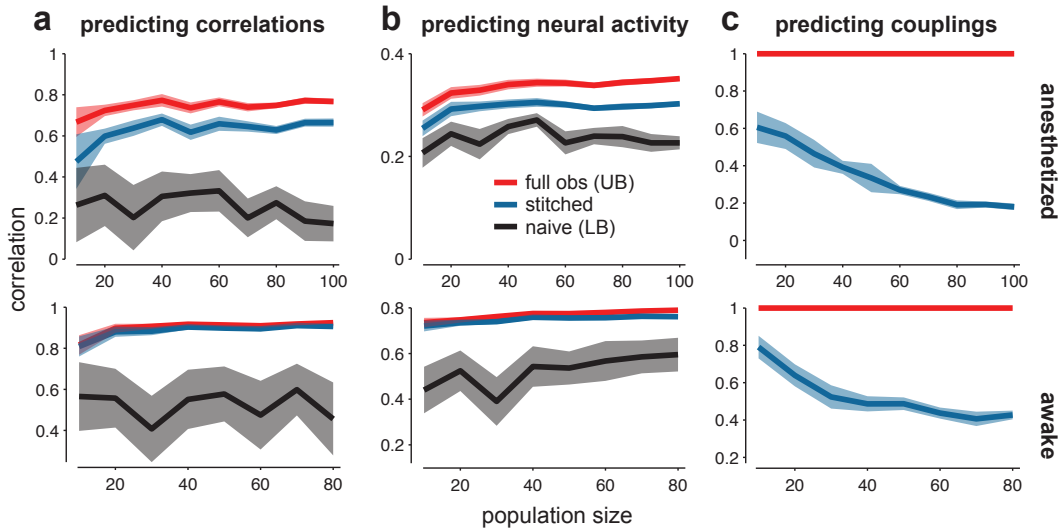 a predicting correlations
b predicting neural activity
c predicting couplings
1
0.8
0.6
0.4
0.2
0
20 40 60 80 100
0.4
0.2
0
full obs (UB)
stitched
naive (LB)
20 40 60 80 100
1
0.8
0.6
0.4
0.2
0
20 40 60 80 100
anesthetized
correlation
1
0.8
0.6
0.4
20 40 60 80
0.8
0.6
0.4
0.2
20 40 60 80
1
0.8
0.6
0.4
0.2
20 40 60 80
awake
population size